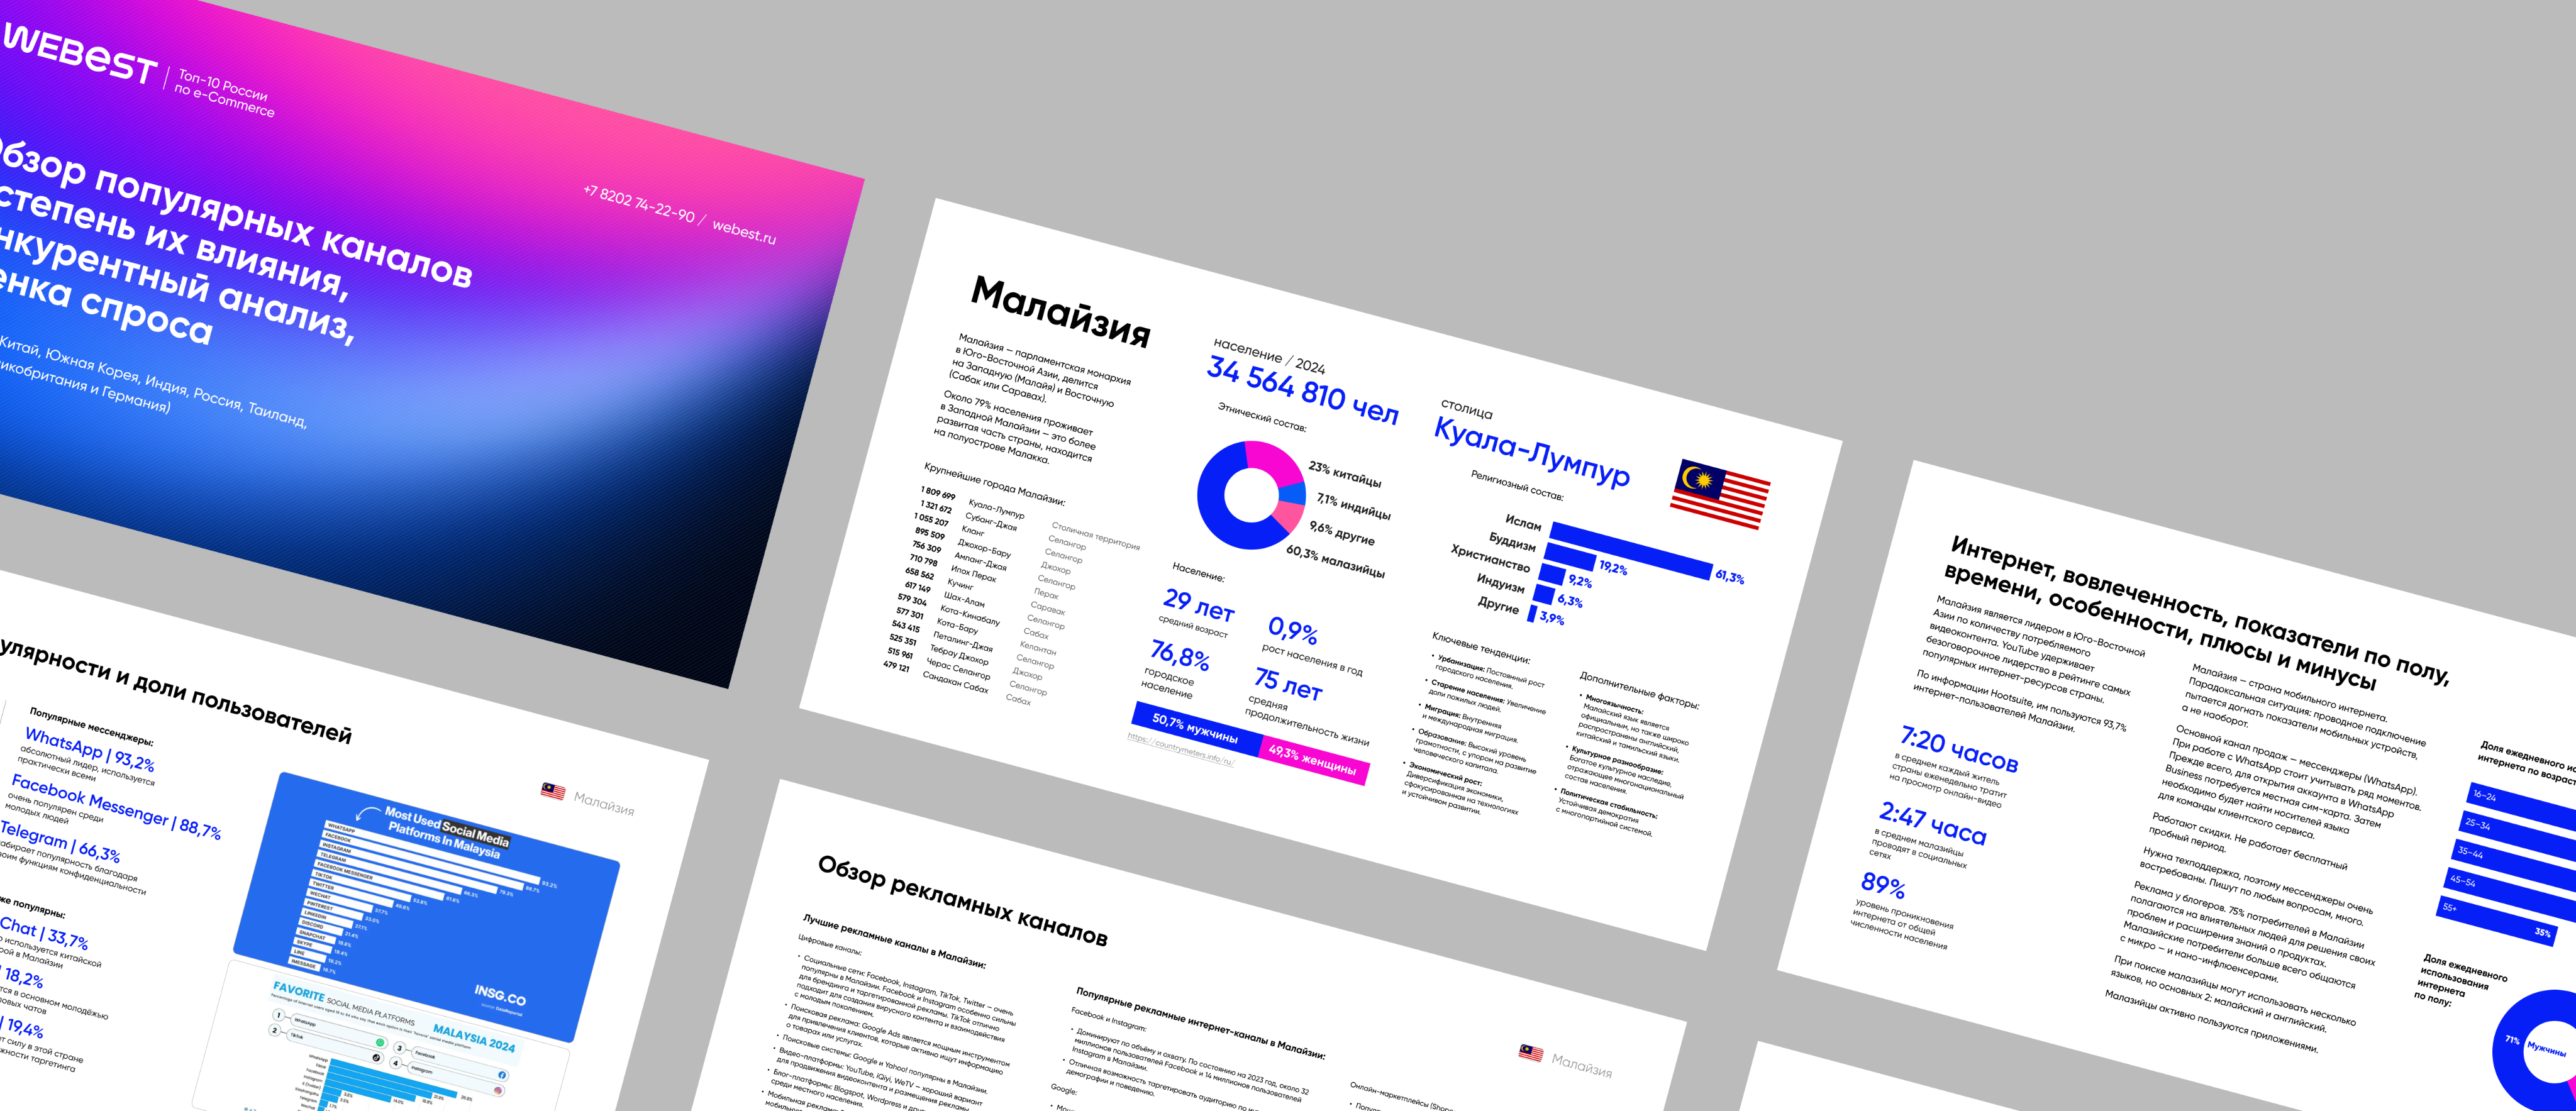 WEBEST
Топ-10 России
по e-Commerce
+7 8202 74-22-90 / webest.ru
бзор популярных каналов
степень их влияния,
нкурентный анализ,
енка спроса
Китай, Южная Корея, Индия, Россия, Таиланд,
икобритания и Германия)
Малайзия
Малайзия — парламентская монархия
в Юго-Восточной Азии, делится
на Западную (Малайя) и Восточную
(Сабак или Саравах).
Около 79% населения проживает
в Западной Малайзии — это более
развитая часть страны, находится
на полуострове Малакка.
Крупнейшие города Малайзии:
1 809 699 Куала-Лумпур Столичная территория
1 321 672 Субанг-Джая Селангор
1 055 207 Кланг Селангор
895 509 Джохор-Бару Джохор
756 309 Ампанг-Джая Селангор
710 798 Ипох Перак Перак
658 562 Кучинг Саравак
617 149 Шах-Алам Селангор
579 304 Кота-Кинабалу Сабах
577 301 Кота-Бару Келантан
543 415 Петалинг-Джая Селангор
525 351 Тебрау Джохор Джохор
515 961 Черас Селангор Селангор
479 121 Сандакан Сабах Сабах
население / 2024
34 564 810 чел
Этнический состав:
23% китайцы
7,1% индийцы
9,6% другие
60,3% малазийцы
Население:
29 лет
средний возраст
0,9%
рост населения в год
76,8%
городское
население
75 лет
средняя
продолжительность жизни
50,7% мужчины
49,3% женщины
https://countrymeters.info/ru/
столица
Куала-Лумпур
Религиозный состав:
Ислам 61,3%
Буддизм 19,2%
Христианство 9,2%
Индуизм 6,3%
Другие 3,9%
Ключевые тенденции:
• Урбанизация: Постоянный рост
городского населения.
• Старение населения: Увеличение
доли пожилых людей.
• Миграция: Внутренняя
и международная миграция.
• Образование: Высокий уровень
грамотности, с упором на развитие
человеческого капитала.
• Экономический рост:
Диверсификация экономики,
сфокусированная на технологиях
и устойчивом развитии.
Дополнительные факторы:
• Многоязычность:
Малайский язык является
официальным, но также широко
распространены английский,
китайский и тамильский языки.
• Культурное разнообразие:
Богатое культурное наследие,
отражающее многонациональный
состав населения.
• Политическая стабильность:
Устойчивая демократия
с многопартийной системой.
Интернет, вовлеченность, показатели по полу,
времени, особенности, плюсы и минусы
Малайзия является лидером в Юго-Восточной
Азии по количеству потребляемого
видеоконтента. YouTube удерживает
безоговорочное лидерство в рейтинге самых
популярных интернет-ресурсов страны.
По информации Hootsuite, им пользуются 93,7%
интернет-пользователей Малайзии.
7:20 часов
в среднем каждый житель
страны еженедельно тратит
на просмотр онлайн-видео
2:47 часа
в среднем малазийцы
проводят в социальных
сетях
89%
уровень проникновения
интернета от общей
численности населения
Малайзия — страна мобильного интернета.
Парадоксальная ситуация: проводное подключение
пытается догнать показатели мобильных устройств,
а не наоборот.
Основной канал продаж — мессенджеры (WhatsApp).
При работе с WhatsApp стоит учитывать ряд моментов.
Прежде всего, для открытия аккаунта в WhatsApp
Business потребуется местная сим-карта. Затем
необходимо будет найти носителей языка
для команды клиентского сервиса.
Работают скидки. Не работает бесплатный
пробный период.
Нужна техподдержка, поэтому мессенджеры очень
востребованы. Пишут по любым вопросам, много.
Реклама у блогеров. 75% потребителей в Малайзии
полагаются на влиятельных людей для решения своих
проблем и расширения знаний о продуктах.
Малазийские потребители больше всего общаются
с микро — и нано-инфлюенсерами.
При поиске малазийцы могут использовать несколько
языков, но основных 2: малайский и английский.
Малазийцы активно пользуются приложениями.
Доля ежедневного ис
интернета по возраст
16–24
25–34
35–44
45–54
55+
35%
Доля ежедневного
использования
интернета
по полу:
71% Мужчины
улярности и доли пользователей
Малайзия
Популярные мессенджеры:
WhatsApp | 93,2%
абсолютный лидер, используется
практически всеми
Facebook Messenger | 88,7%
очень популярен среди
молодых людей
Telegram | 66,3%
абирает популярность благодаря
воим функциям конфиденциальности
же популярны:
Chat | 33,7%
о используется китайской
рой в Малайзии
| 18,2%
тся в основном молодёжью
овых чатов
| 19,4%
т силу в этой стране
жности таргетинга
Most Used Social Media
Platforms In Malaysia
WHATSAPP 93.2%
FACEBOOK 88.7%
INSTAGRAM 79.3%
TELEGRAM 66.3%
FACEBOOK MESSENGER
TIKTOK
TWITTER
WECHAT
PINTEREST
LINKEDIN
DISCORD
SNAPCHAT
SKYPE
LINE
IMESSAGE
INSG.CO
FAVORITE SOCIAL MEDIA PLATFORMS
MALAYSIA 2024
1 WhatsApp
2 TikTok
3 Facebook
4 Instagram
Обзор рекламных каналов
Малайзия
Лучшие рекламные каналы в Малайзии:
Цифровые каналы:
• Социальные сети: Facebook, Instagram, TikTok, Twitter — очень
популярны в Малайзии. Facebook и Instagram особенно сильны
для брендинга и таргетированной рекламы. TikTok отлично
подходит для создания вирусного контента и взаимодействия
с молодым поколением.
• Поисковая реклама: Google Ads является мощным инструментом
для привлечения клиентов, которые активно ищут информацию
о товарах или услугах.
• Поисковые системы: Google и Yahoo! популярны в Малайзии.
• Видео-платформы: YouTube, iQiyi, WeTV — хороший вариант
для продвижения видеоконтента и размещения рекламы
• Блог-платформы: Blogspot, Wordpress и дру
среди местного населения.
• Мобильная реклама
Популярные рекламные интернет-каналы в Малайзии:
Facebook и Instagram:
• Доминируют по объёму и охвату. По состоянию на 2023 год, около 32
миллионов пользователей Facebook и 14 миллионов пользователей
Instagram в Малайзии.
• Отличная возможность таргетировать аудиторию по ин
демографии и поведению.
Google:
Онлайн-маркетплейсы (Shop